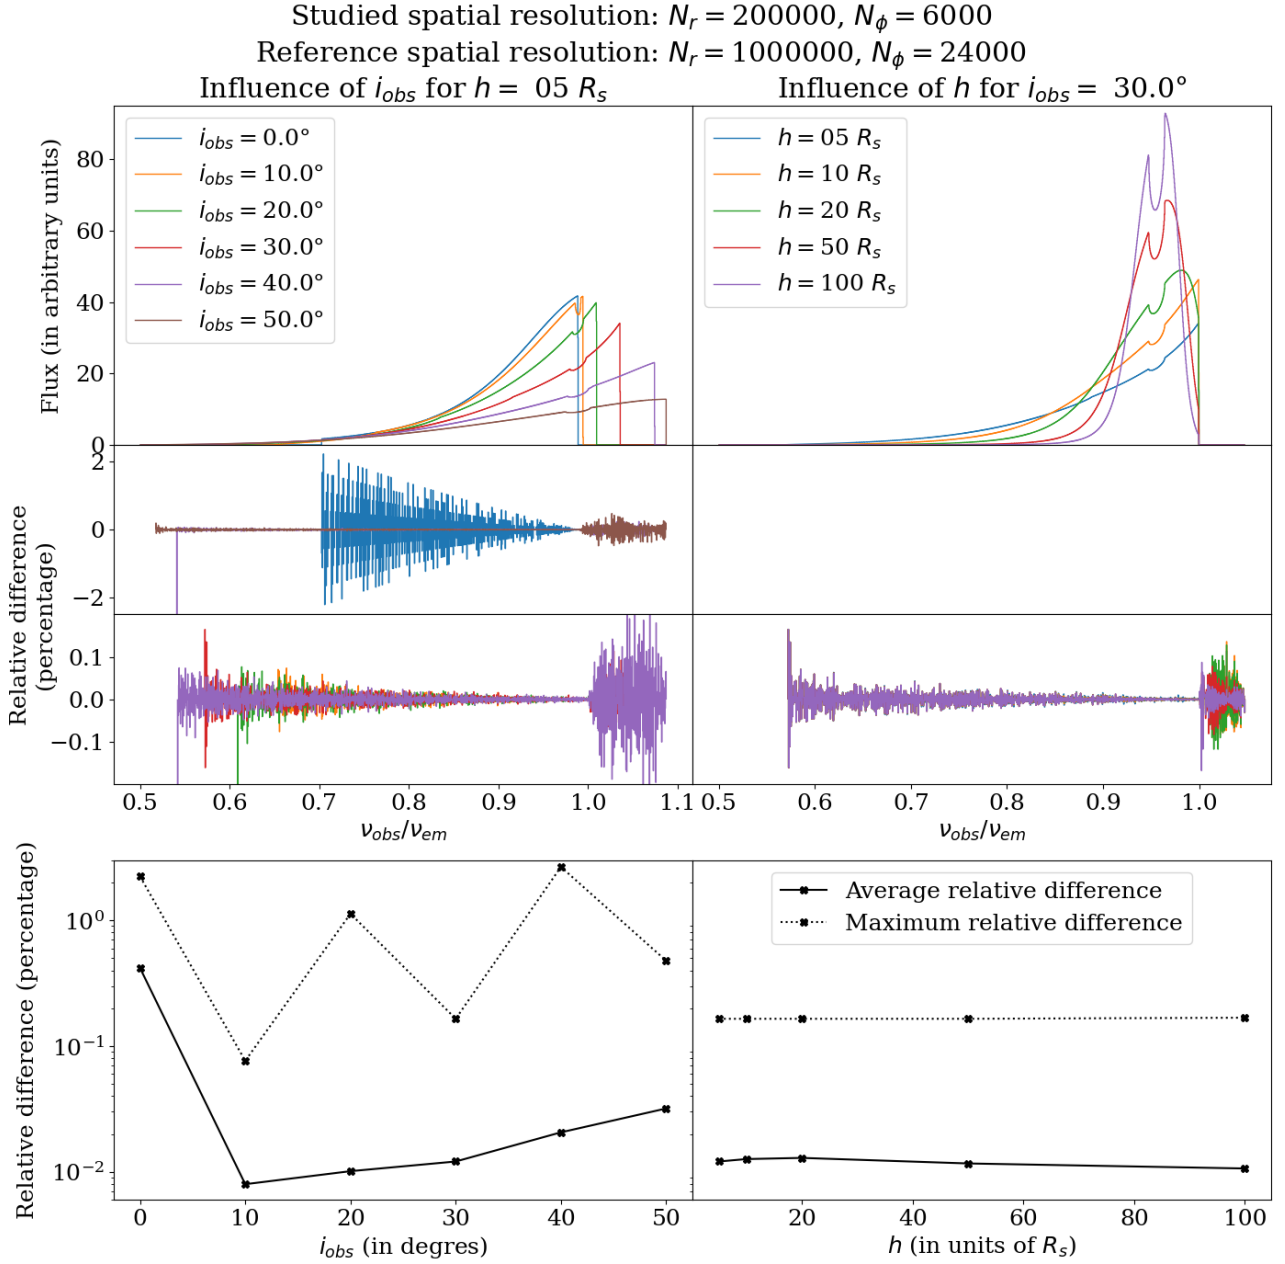 Studied spatial resolution: N_r = 200000, N_ϕ = 6000
Reference spatial resolution: N_r = 1000000, N_ϕ = 24000
Influence of i_obs for h = 05 R_s
Influence of h for i_obs = 30.0°
Flux (in arbitrary units)
80
60
40
20
0
i_obs = 0.0°
i_obs = 10.0°
i_obs = 20.0°
i_obs = 30.0°
i_obs = 40.0°
i_obs = 50.0°
h = 05 R_s
h = 10 R_s
h = 20 R_s
h = 50 R_s
h = 100 R_s
Relative difference
(percentage)
2
0
−2
0.1
0.0
−0.1
0.5 0.6 0.7 0.8 0.9 1.0 1.1
ν_obs/ν_em
0.5 0.6 0.7 0.8 0.9 1.0
ν_obs/ν_em
Relative difference (percentage)
10⁰
10⁻¹
10⁻²
Average relative difference
Maximum relative difference
0 10 20 30 40 50
i_obs (in degres)
20 40 60 80 100
h (in units of R_s)